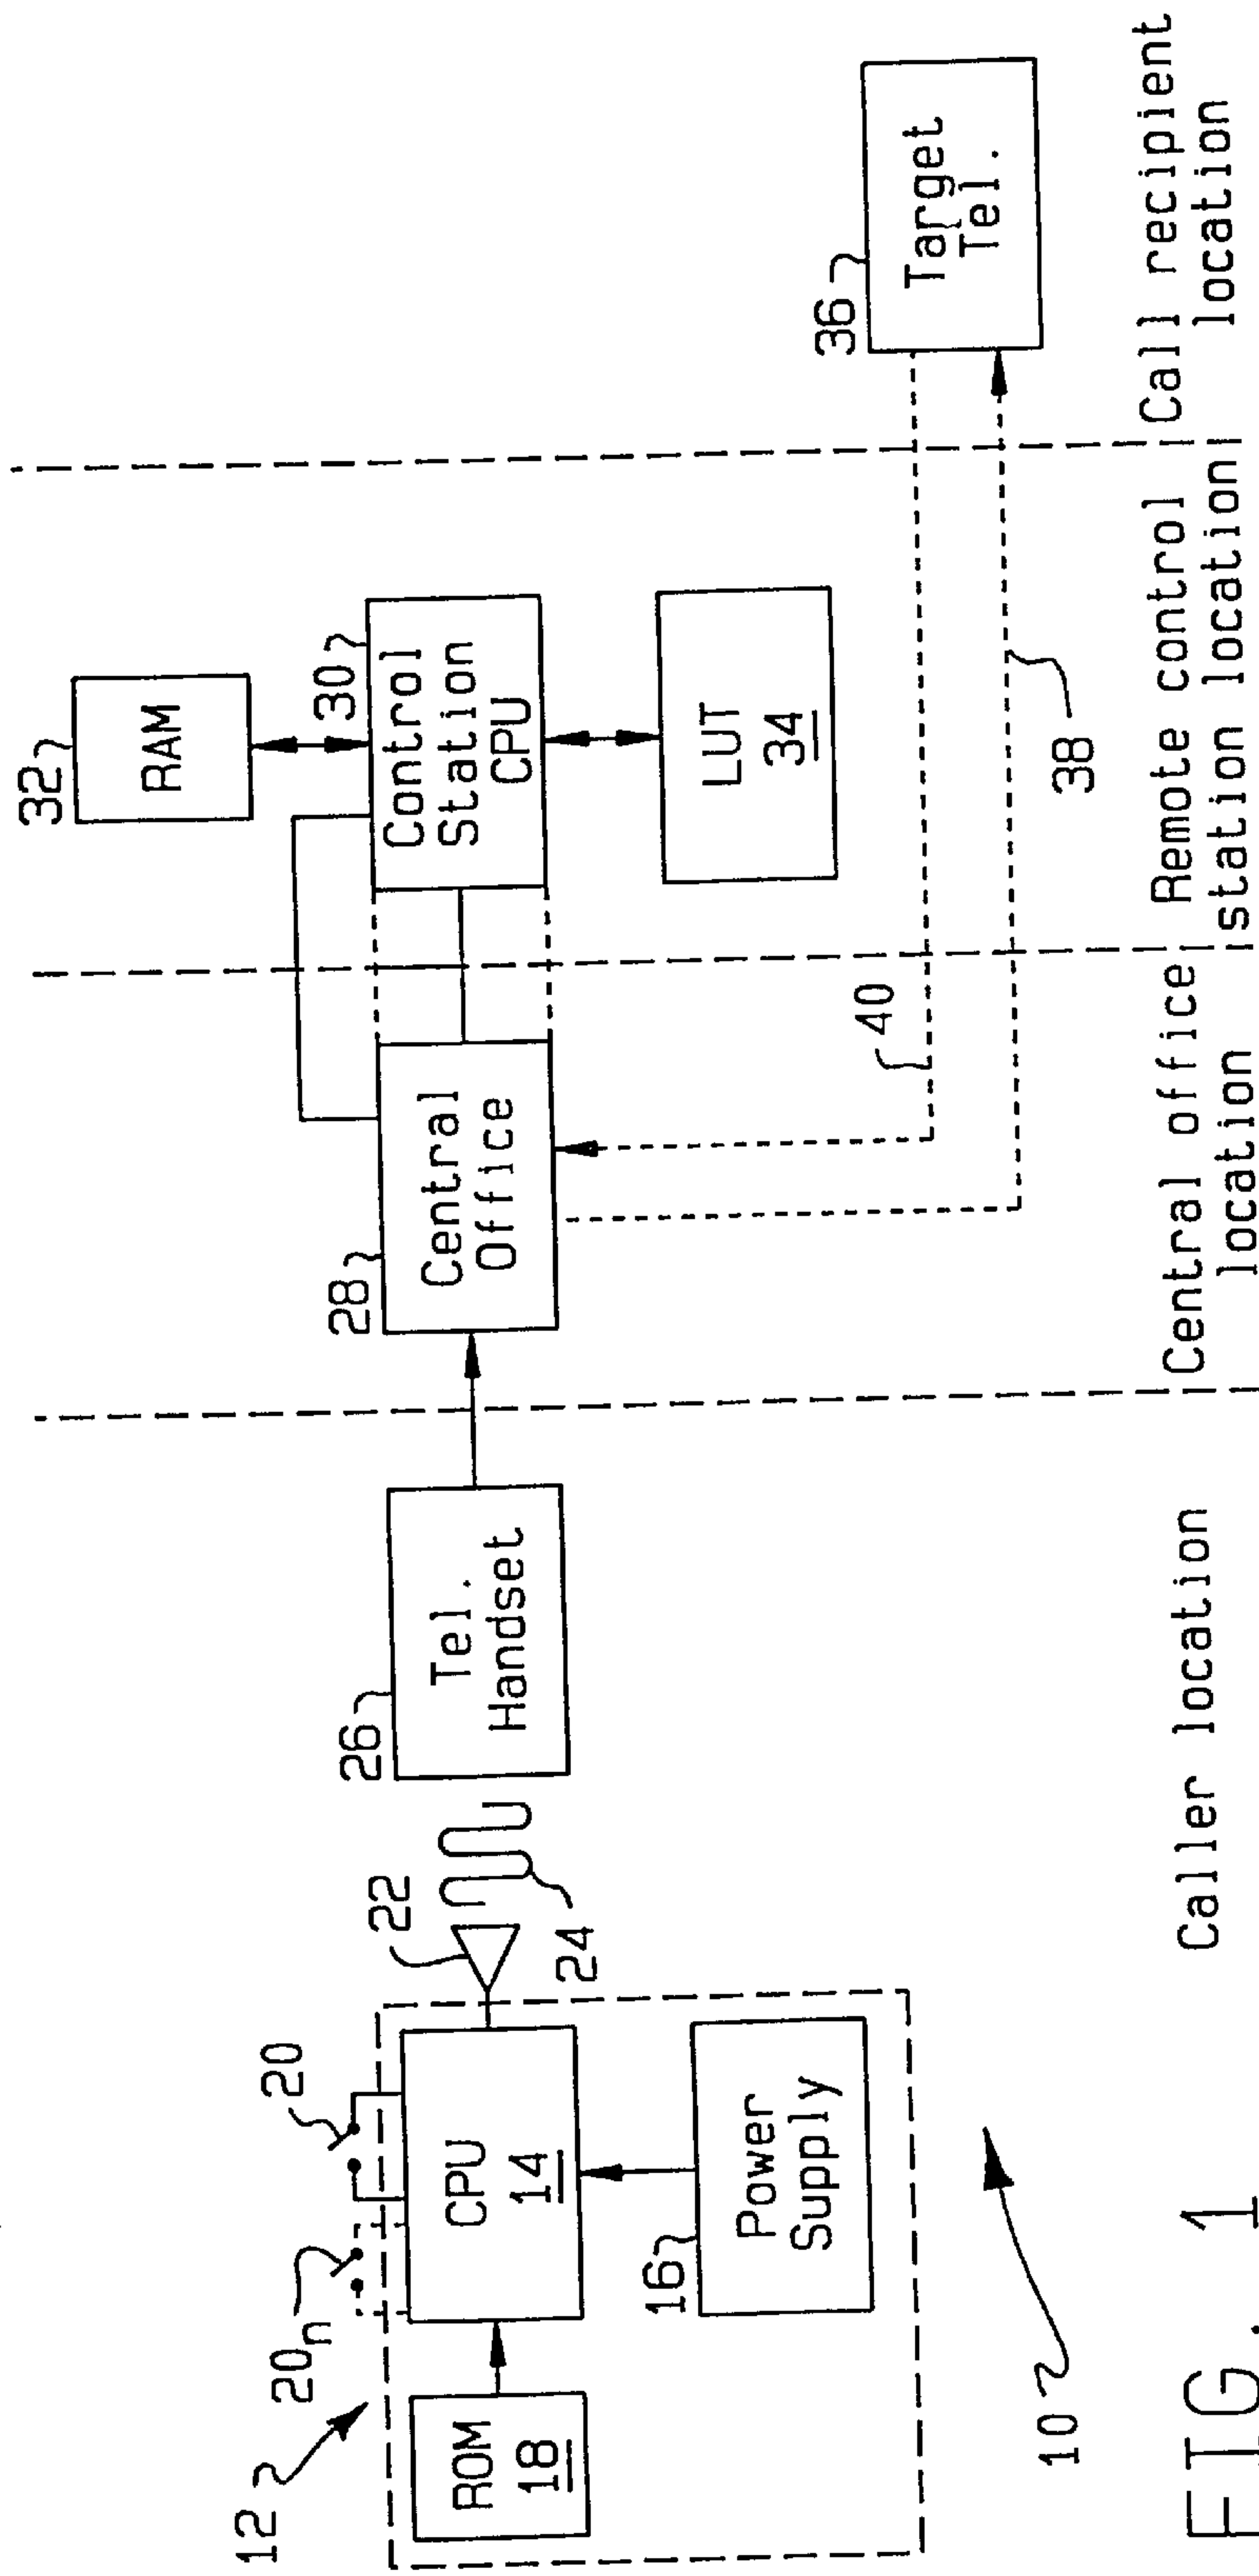 12
20n
20
ROM
18
CPU
14
16
Power
Supply
22
24
26
Tel.
Handset
28
Central
Office
32
RAM
30
Control
Station
CPU
LUT
34
36
Target
Tel.
40
38
10
Caller location
Central office
location
Remote control
station location
Call recipient
location
FIG. 1